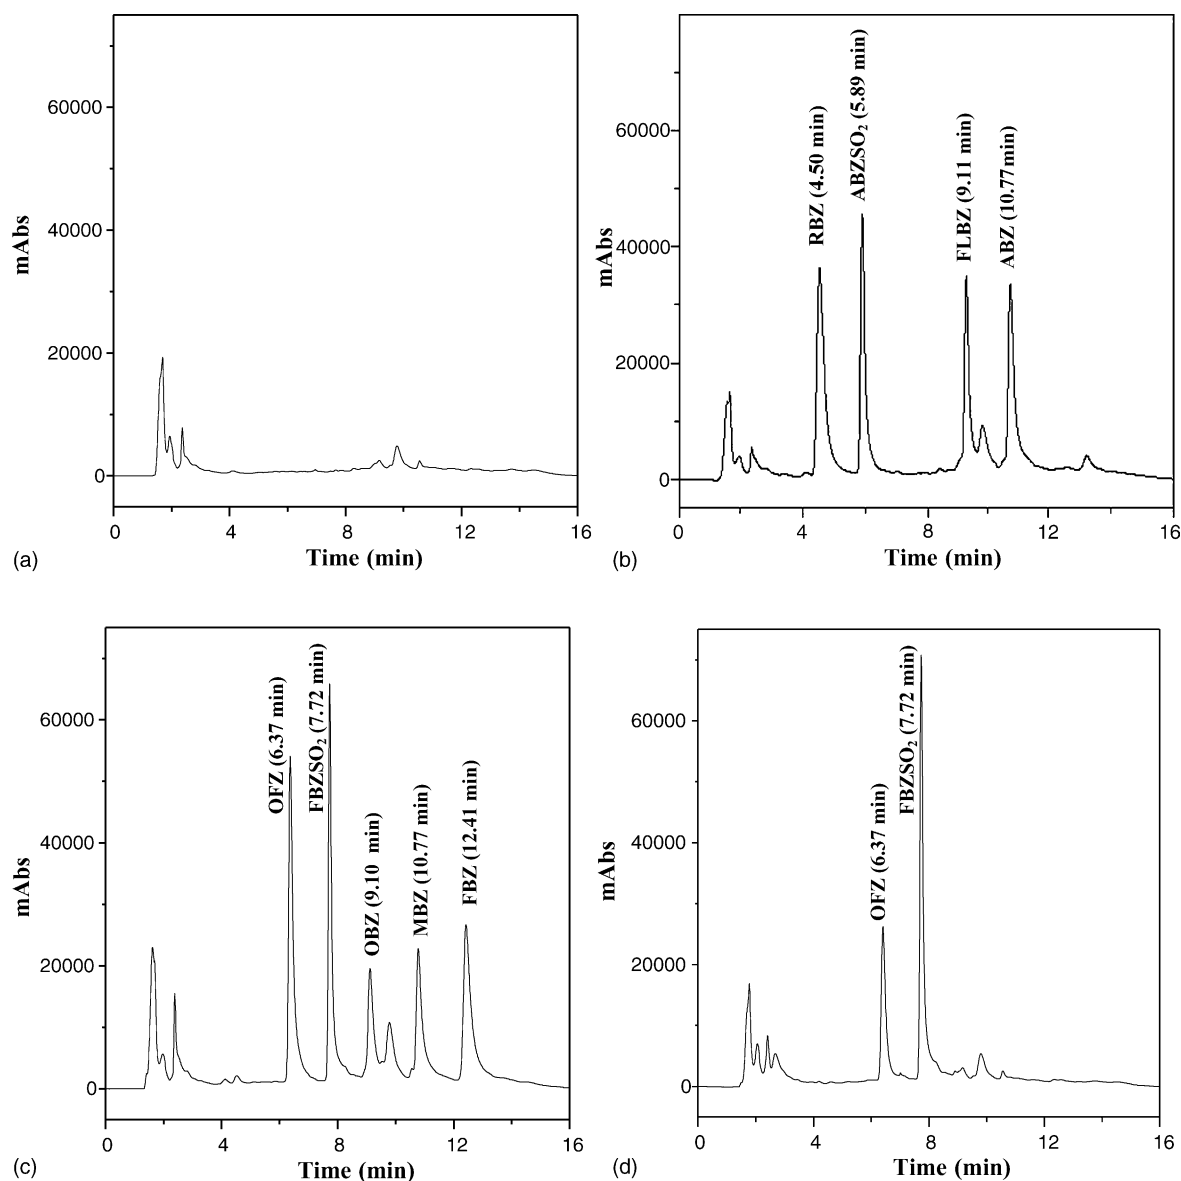 60000
40000
20000
0
mAbs
0 4 8 12 16
Time (min)
(a)
60000
40000
20000
0
mAbs
RBZ (4.50 min)
ABZSO₂ (5.89 min)
FLBZ (9.11 min)
ABZ (10.77min)
0 4 8 12 16
Time (min)
(b)
60000
40000
20000
0
mAbs
OFZ (6.37 min)
FBZSO₂ (7.72 min)
OBZ (9.10 min)
MBZ (10.77 min)
FBZ (12.41 min)
0 4 8 12 16
Time (min)
(c)
60000
40000
20000
0
mAbs
OFZ (6.37 min)
FBZSO₂ (7.72 min)
0 4 8 12 16
Time (min)
(d)